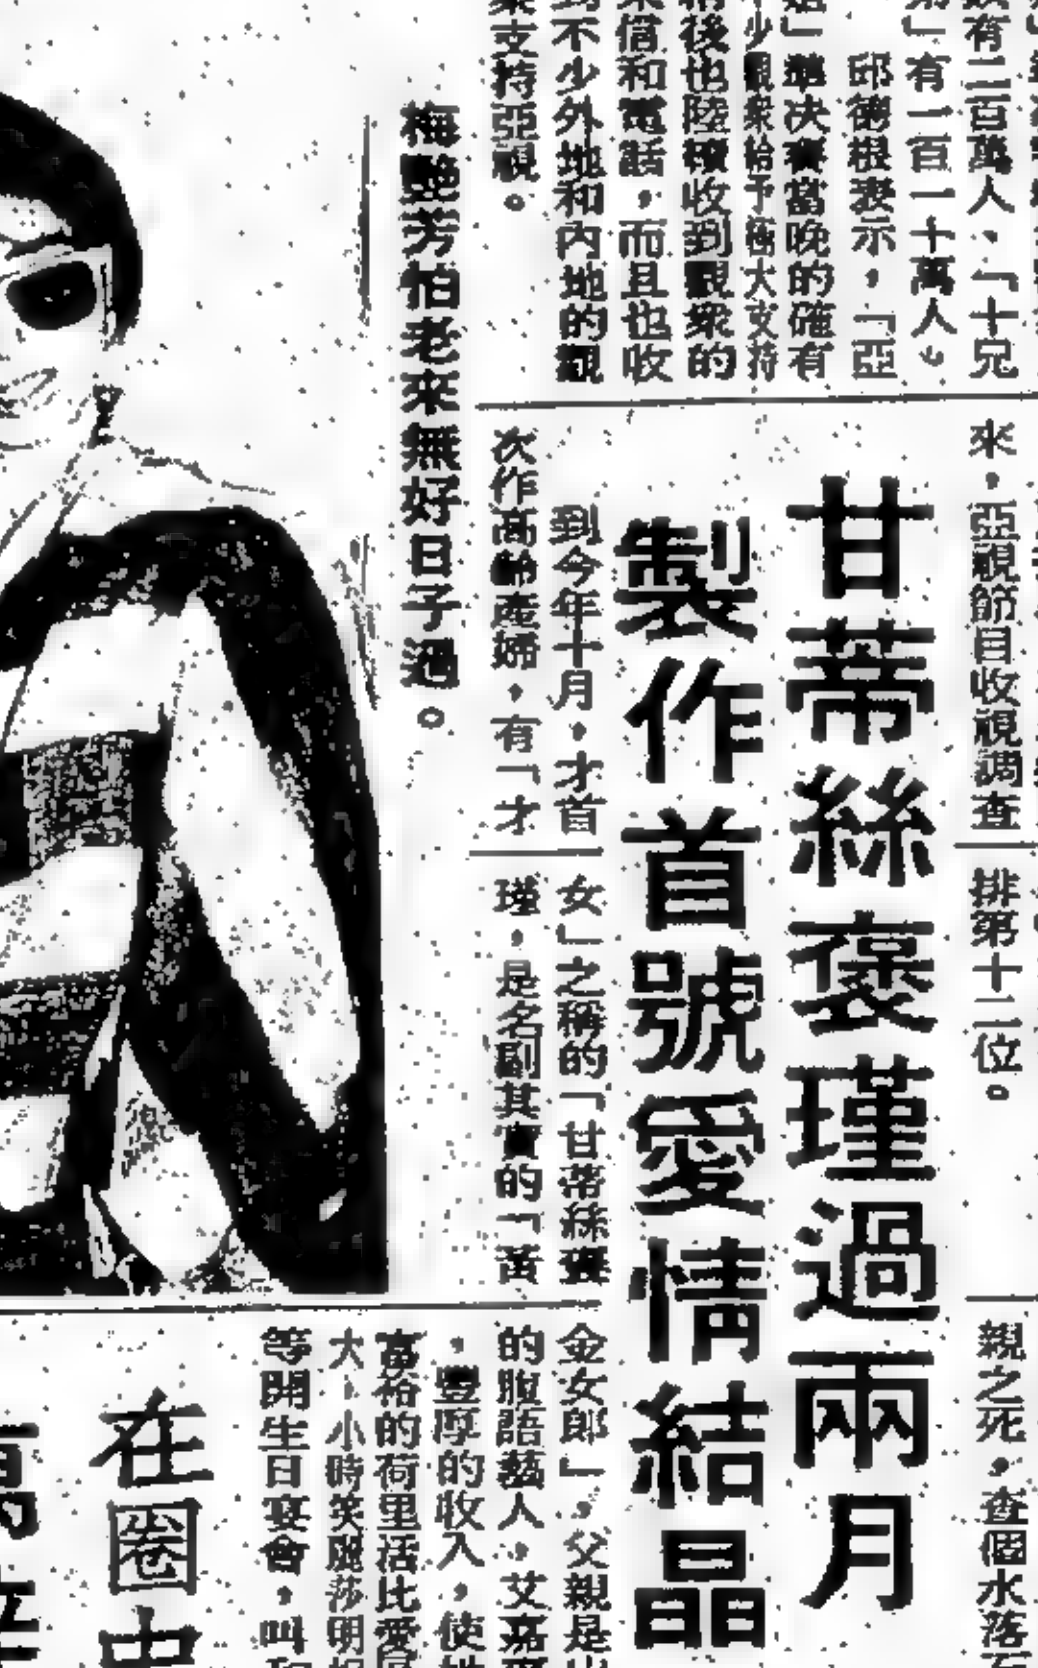 有二百萬人，「十兄
」有一百一十萬人。
邱德根表示，「亞
」準决賽當晚的確有
少觀衆給予極大支持
後也陸續收到觀衆的
信和電話，而且也收
到不少外地和內地的觀
衆支持亞視。
梅艷芳怕老來無好日子過。
來，亞視節目收視調查
排第十二位。
甘蒂絲褒瑾過兩月
製作首號愛情結晶
到今年十月，才首
次作高齡產婦，有「才
女」之稱的「甘蒂絲褒
瑾，是名副其實的「黃
金女郎」，父親是
的腹語藝人，艾嘉
，豐厚的收入，使她
富裕的荷里活比愛
大，小時笑麗莎明
等開生日宴會，叫
親之死，查個水落石
在圈中